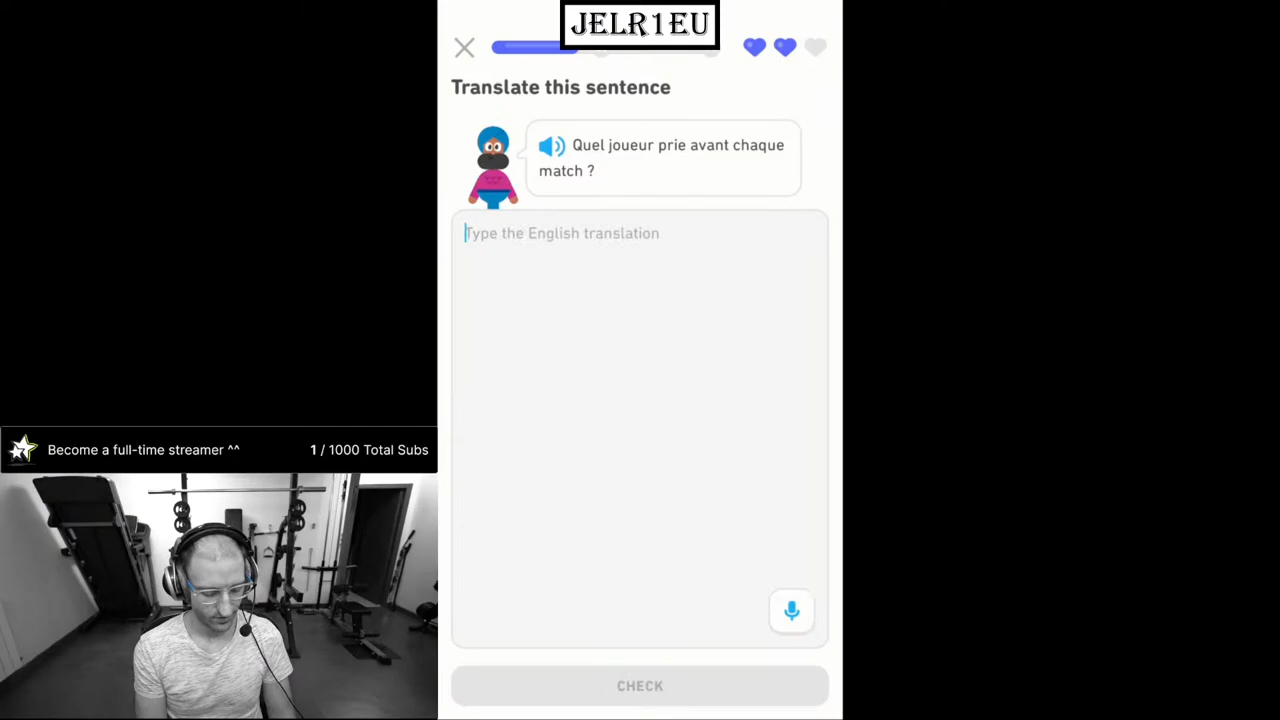 JELR1EU
Translate this sentence
Quel joueur prie avant chaque
match ?
Type the English translation
Become a full-time streamer ^^ 1 / 1000 Total Subs
CHECK